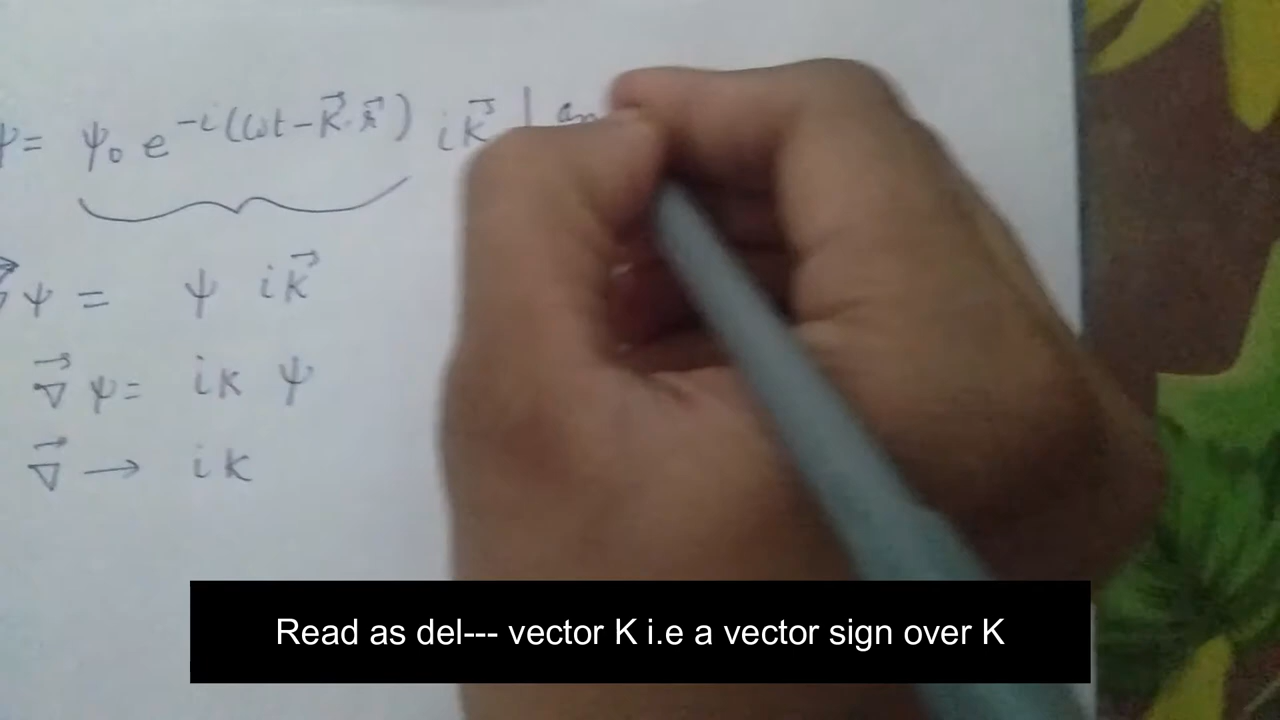 ψ= ψ₀ e^{-i(ωt-K⃗.r⃗)} iK⃗ |
∇⃗ψ = ψ iK⃗
∇⃗ψ= iK ψ
∇⃗ → iK
Read as del--- vector K i.e a vector sign over K